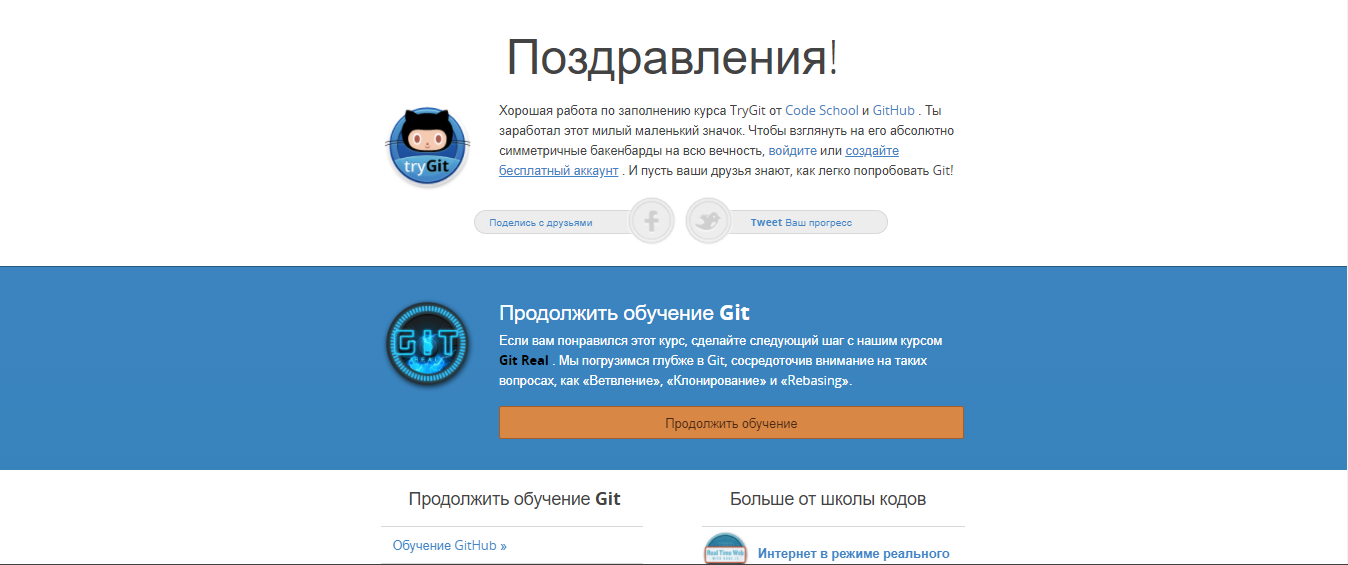 Поздравления!
Хорошая работа по заполнению курса TryGit от Code School и GitHub . Ты
заработал этот милый маленький значок. Чтобы взглянуть на его абсолютно
симметричные бакенбарды на всю вечность, войдите или создайте
бесплатный аккаунт . И пусть ваши друзья знают, как легко попробовать Git!
tryGit
Поделись с друзьями
Tweet Ваш прогресс
GIT
REAL
Продолжить обучение Git
Если вам понравился этот курс, сделайте следующий шаг с нашим курсом
Git Real . Мы погрузимся глубже в Git, сосредоточив внимание на таких
вопросах, как «Ветвление», «Клонирование» и «Rebasing».
Продолжить обучение
Продолжить обучение Git
Обучение GitHub »
Больше от школы кодов
Real Time Web
Интернет в режиме реального